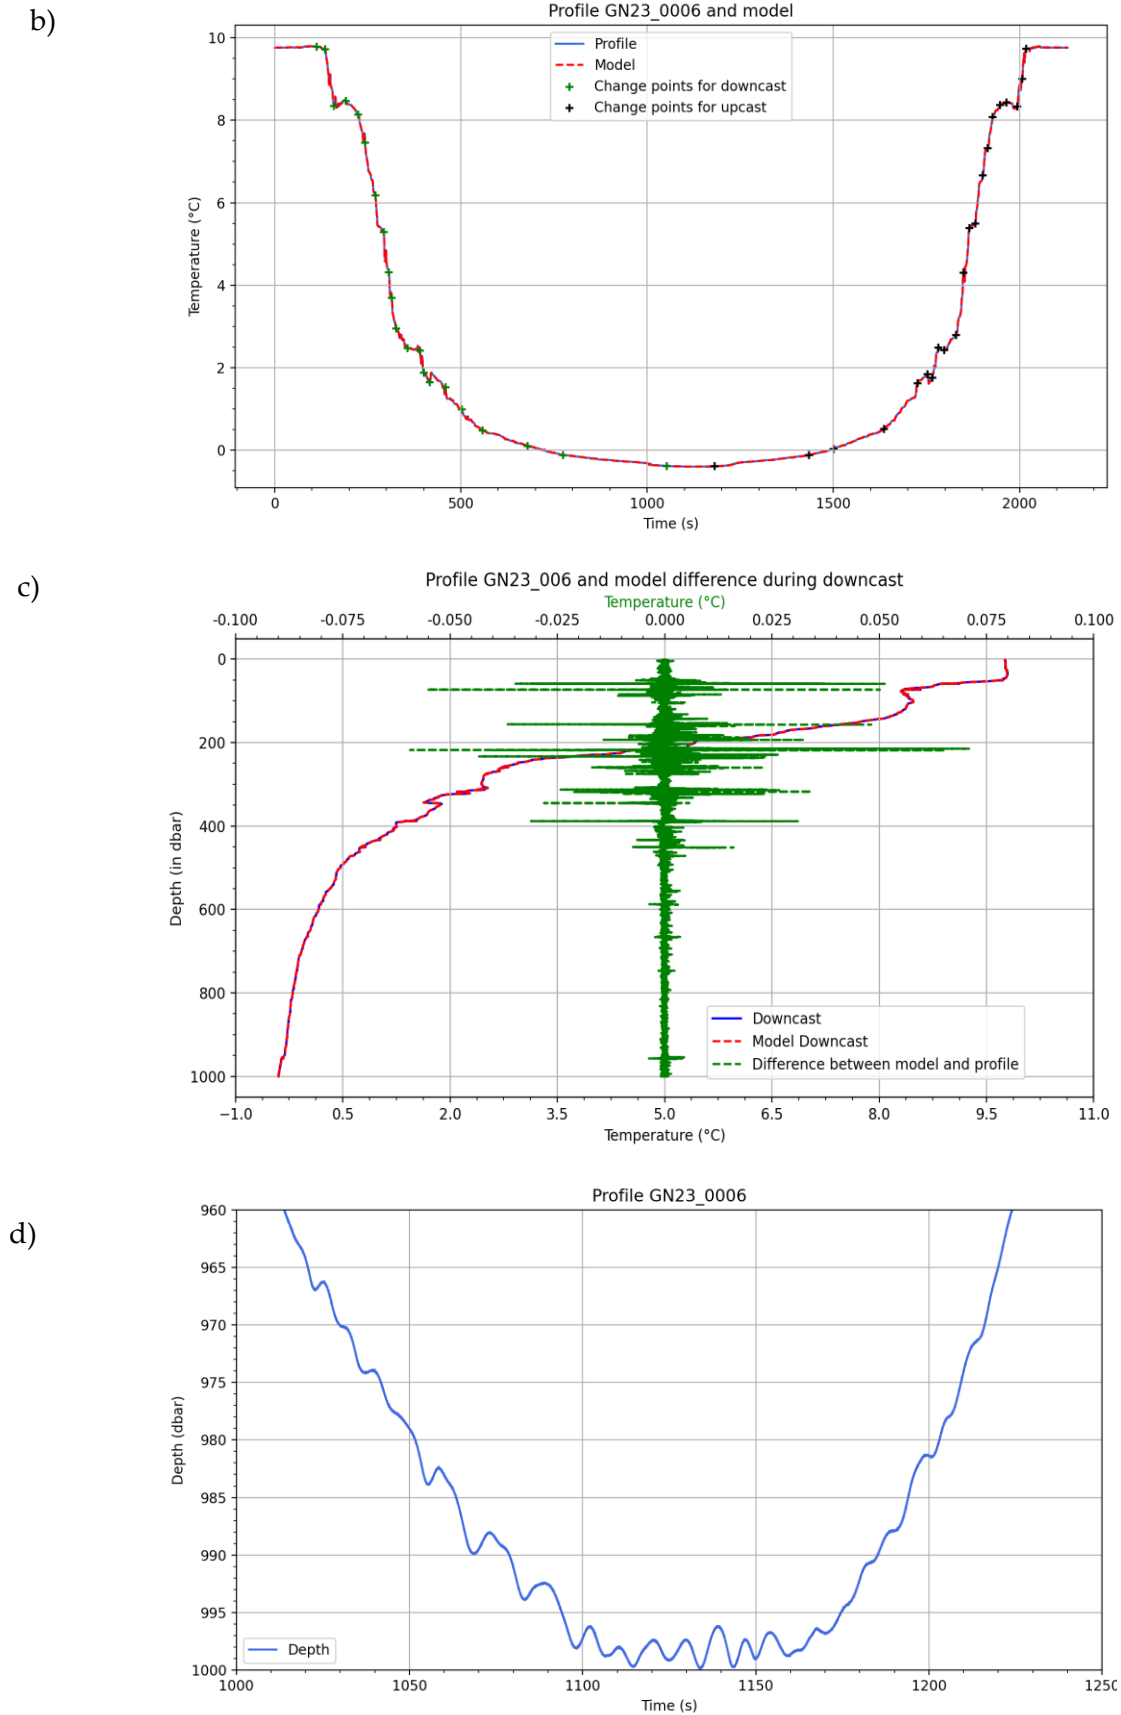 b)
Profile GN23_0006 and model
Profile
Model
Change points for downcast
Change points for upcast
10
8
6
4
2
0
Temperature (°C)
0 500 1000 1500 2000
Time (s)
c)
Profile GN23_006 and model difference during downcast
Temperature (°C)
-0.100 -0.075 -0.050 -0.025 0.000 0.025 0.050 0.075 0.100
0
200
400
600
800
1000
Depth (in dbar)
Downcast
Model Downcast
Difference between model and profile
−1.0 0.5 2.0 3.5 5.0 6.5 8.0 9.5 11.0
Temperature (°C)
d)
Profile GN23_0006
960
965
970
975
980
985
990
995
1000
Depth (dbar)
Depth
1000 1050 1100 1150 1200 1250
Time (s)